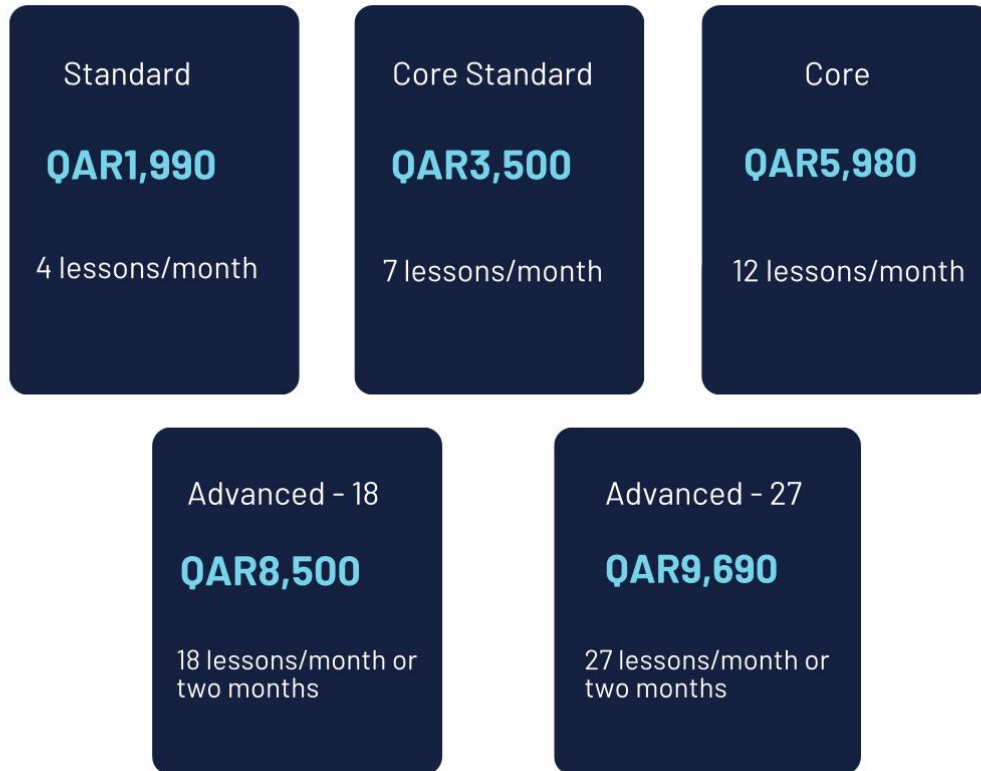 Standard
QAR1,990
4 lessons/month
Core Standard
QAR3,500
7 lessons/month
Core
QAR5,980
12 lessons/month
Advanced - 18
QAR8,500
18 lessons/month or
two months
Advanced - 27
QAR9,690
27 lessons/month or
two months